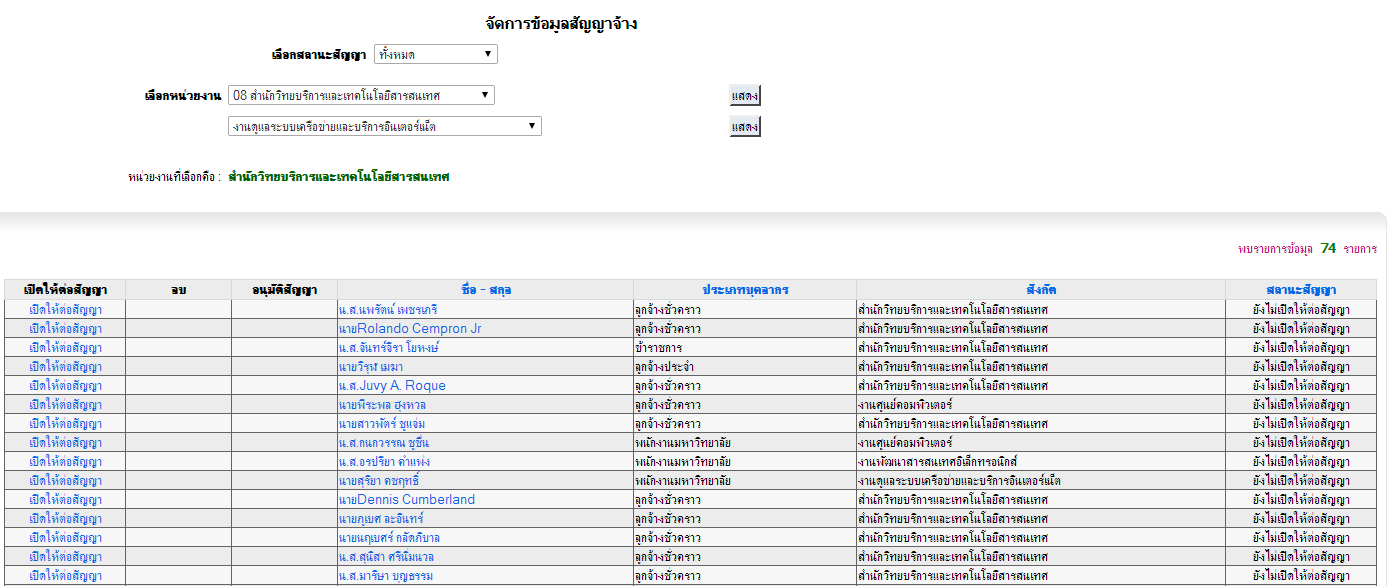 จัดการข้อมูลสัญญาจ้าง
เลือกสถานะสัญญา ทั้งหมด
เลือกหน่วยงาน 08 สำนักวิทยบริการและเทคโนโลยีสารสนเทศ แสดง
งานดูแลระบบเครือข่ายและบริการอินเตอร์เน็ต แสดง
หน่วยงานที่เลือกคือ : สำนักวิทยบริการและเทคโนโลยีสารสนเทศ
พบรายการข้อมูล 74 รายการ
เปิดให้ต่อสัญญา ลบ อนุมัติสัญญา ชื่อ - สกุล ประเภทบุคลากร สังกัด สถานะสัญญา
เปิดให้ต่อสัญญา น.ส.นพรัตน์ เพชรเกรี ลูกจ้างชั่วคราว สำนักวิทยบริการและเทคโนโลยีสารสนเทศ ยังไม่เปิดให้ต่อสัญญา
เปิดให้ต่อสัญญา นายRolando Cempron Jr ลูกจ้างชั่วคราว สำนักวิทยบริการและเทคโนโลยีสารสนเทศ ยังไม่เปิดให้ต่อสัญญา
เปิดให้ต่อสัญญา น.ส.จันทร์จิรา โยหงษ์ ข้าราชการ สำนักวิทยบริการและเทคโนโลยีสารสนเทศ ยังไม่เปิดให้ต่อสัญญา
เปิดให้ต่อสัญญา นายวิรุฬ เมฆา ลูกจ้างประจำ สำนักวิทยบริการและเทคโนโลยีสารสนเทศ ยังไม่เปิดให้ต่อสัญญา
เปิดให้ต่อสัญญา น.ส.Juvy A. Roque ลูกจ้างชั่วคราว สำนักวิทยบริการและเทคโนโลยีสารสนเทศ ยังไม่เปิดให้ต่อสัญญา
เปิดให้ต่อสัญญา นายพีระพล ลูกจ้างชั่วคราว งานศูนย์คอมพิวเตอร์ ยังไม่เปิดให้ต่อสัญญา
เปิดให้ต่อสัญญา นายสาวพัตร์ ชูแจ่ม ลูกจ้างชั่วคราว สำนักวิทยบริการและเทคโนโลยีสารสนเทศ ยังไม่เปิดให้ต่อสัญญา
เปิดให้ต่อสัญญา น.ส.กนกวรรณ ชูชื่น พนักงานมหาวิทยาลัย งานศูนย์คอมพิวเตอร์ ยังไม่เปิดให้ต่อสัญญา
เปิดให้ต่อสัญญา น.ส.อรปรียา คำแพ่ง พนักงานมหาวิทยาลัย งานพัฒนาสารสนเทศอิเล็กทรอนิกส์ ยังไม่เปิดให้ต่อสัญญา
เปิดให้ต่อสัญญา นายสุริยา คชฤทธิ์ พนักงานมหาวิทยาลัย งานดูแลระบบเครือข่ายและบริการอินเตอร์เน็ต ยังไม่เปิดให้ต่อสัญญา
เปิดให้ต่อสัญญา นายDennis Cumberland ลูกจ้างชั่วคราว สำนักวิทยบริการและเทคโนโลยีสารสนเทศ ยังไม่เปิดให้ต่อสัญญา
เปิดให้ต่อสัญญา นายภูเบศ ละอินทร์ ลูกจ้างชั่วคราว สำนักวิทยบริการและเทคโนโลยีสารสนเทศ ยังไม่เปิดให้ต่อสัญญา
เปิดให้ต่อสัญญา นายนฤเบศร์ กลัดภิบาล ลูกจ้างชั่วคราว สำนักวิทยบริการและเทคโนโลยีสารสนเทศ ยังไม่เปิดให้ต่อสัญญา
เปิดให้ต่อสัญญา น.ส.สุนิสา ศรีนิ่มนวล ลูกจ้างชั่วคราว สำนักวิทยบริการและเทคโนโลยีสารสนเทศ ยังไม่เปิดให้ต่อสัญญา
เปิดให้ต่อสัญญา น.ส.มาริษา บุญธรรม ลูกจ้างชั่วคราว สำนักวิทยบริการและเทคโนโลยีสารสนเทศ ยังไม่เปิดให้ต่อสัญญา